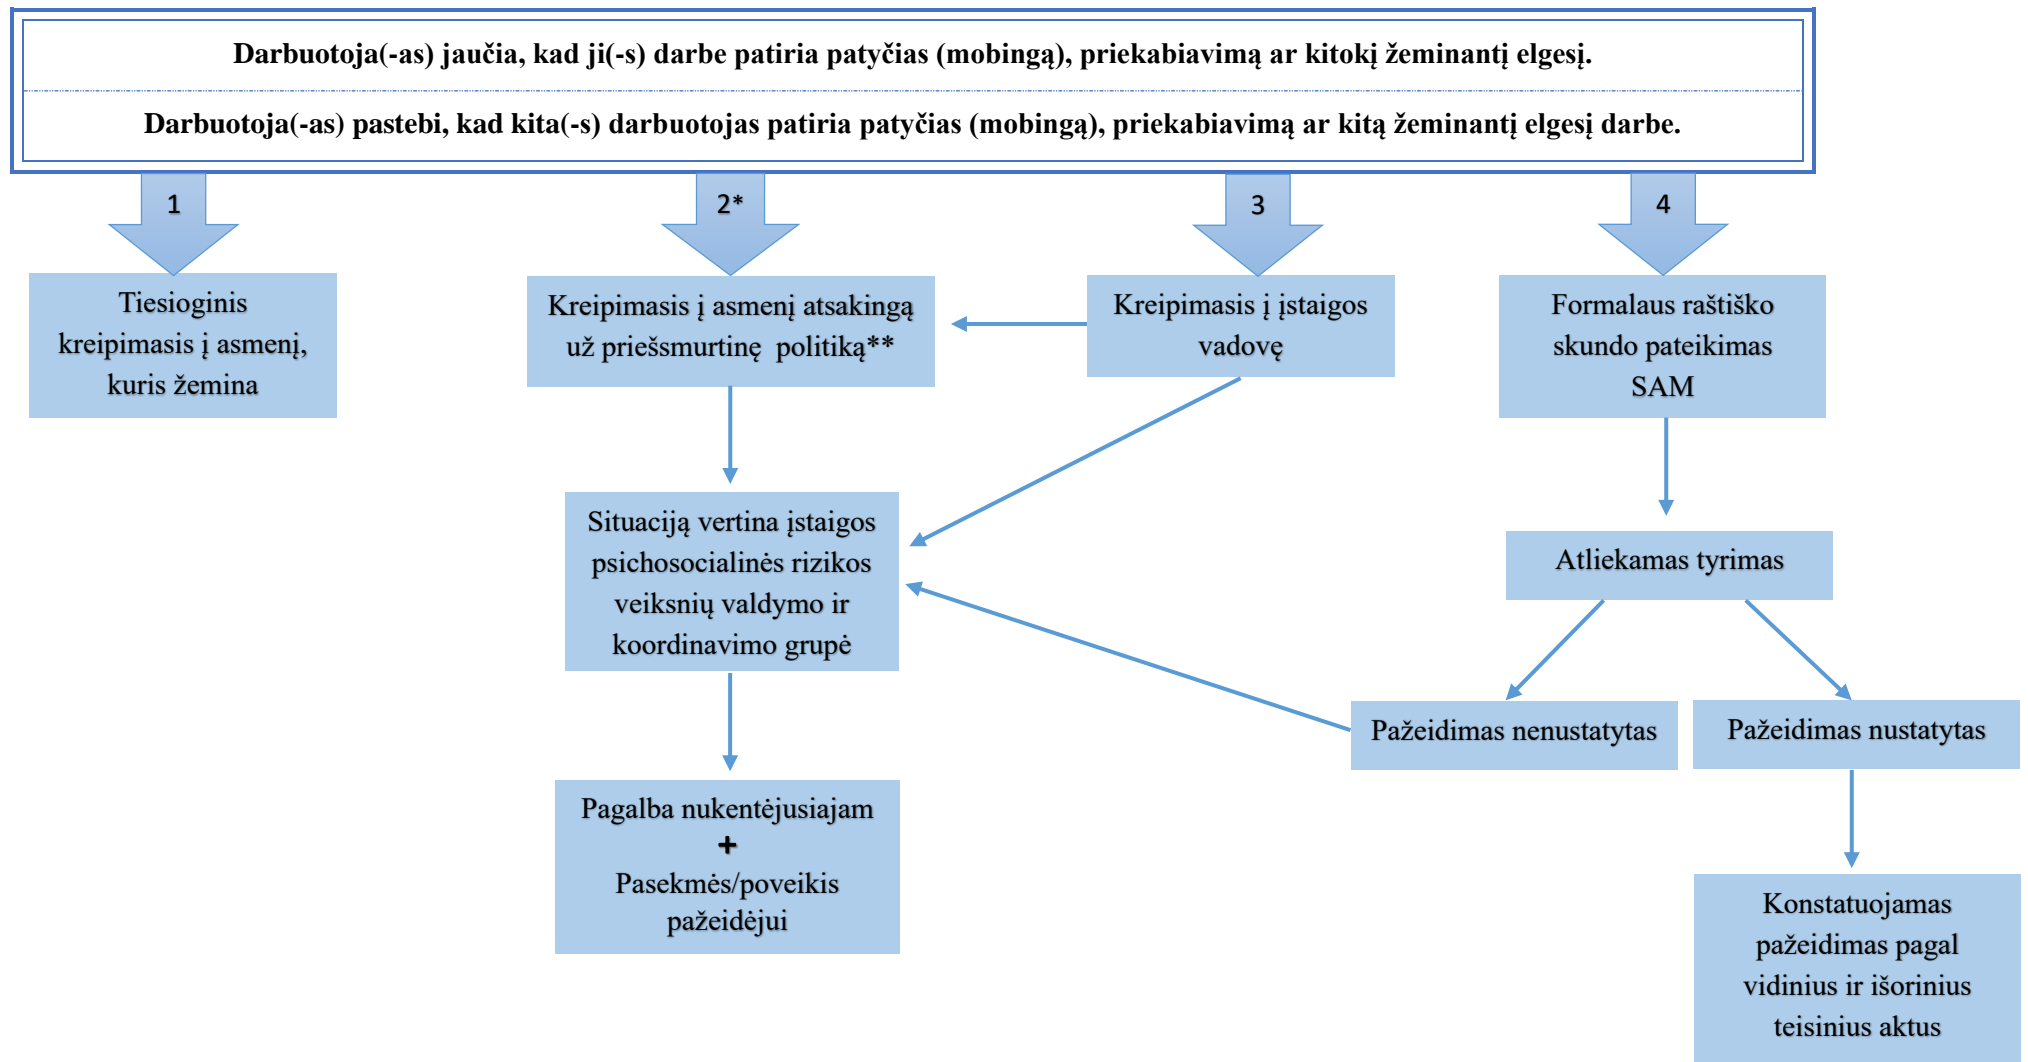 Darbuotoja(-as) jaučia, kad ji(-s) darbe patiria patyčias (mobingą), priekabiavimą ar kitokį žeminantį elgesį.
Darbuotoja(-as) pastebi, kad kita(-s) darbuotojas patiria patyčias (mobingą), priekabiavimą ar kitą žeminantį elgesį darbe.
1
2*
3
4
Tiesioginis
kreipimasis į asmenį,
kuris žemina
Kreipimasis į asmenį atsakingą
už priešsmurtinę politiką**
Kreipimasis į įstaigos
vadovę
Formalaus raštiško
skundo pateikimas
SAM
Situaciją vertina įstaigos
psichosocialinės rizikos
veiksnių valdymo ir
koordinavimo grupė
Atliekamas tyrimas
Pažeidimas nenustatytas
Pažeidimas nustatytas
Pagalba nukentėjusiajam
+
Pasekmės/poveikis
pažeidėjui
Konstatuojamas
pažeidimas pagal
vidinius ir išorinius
teisinius aktus